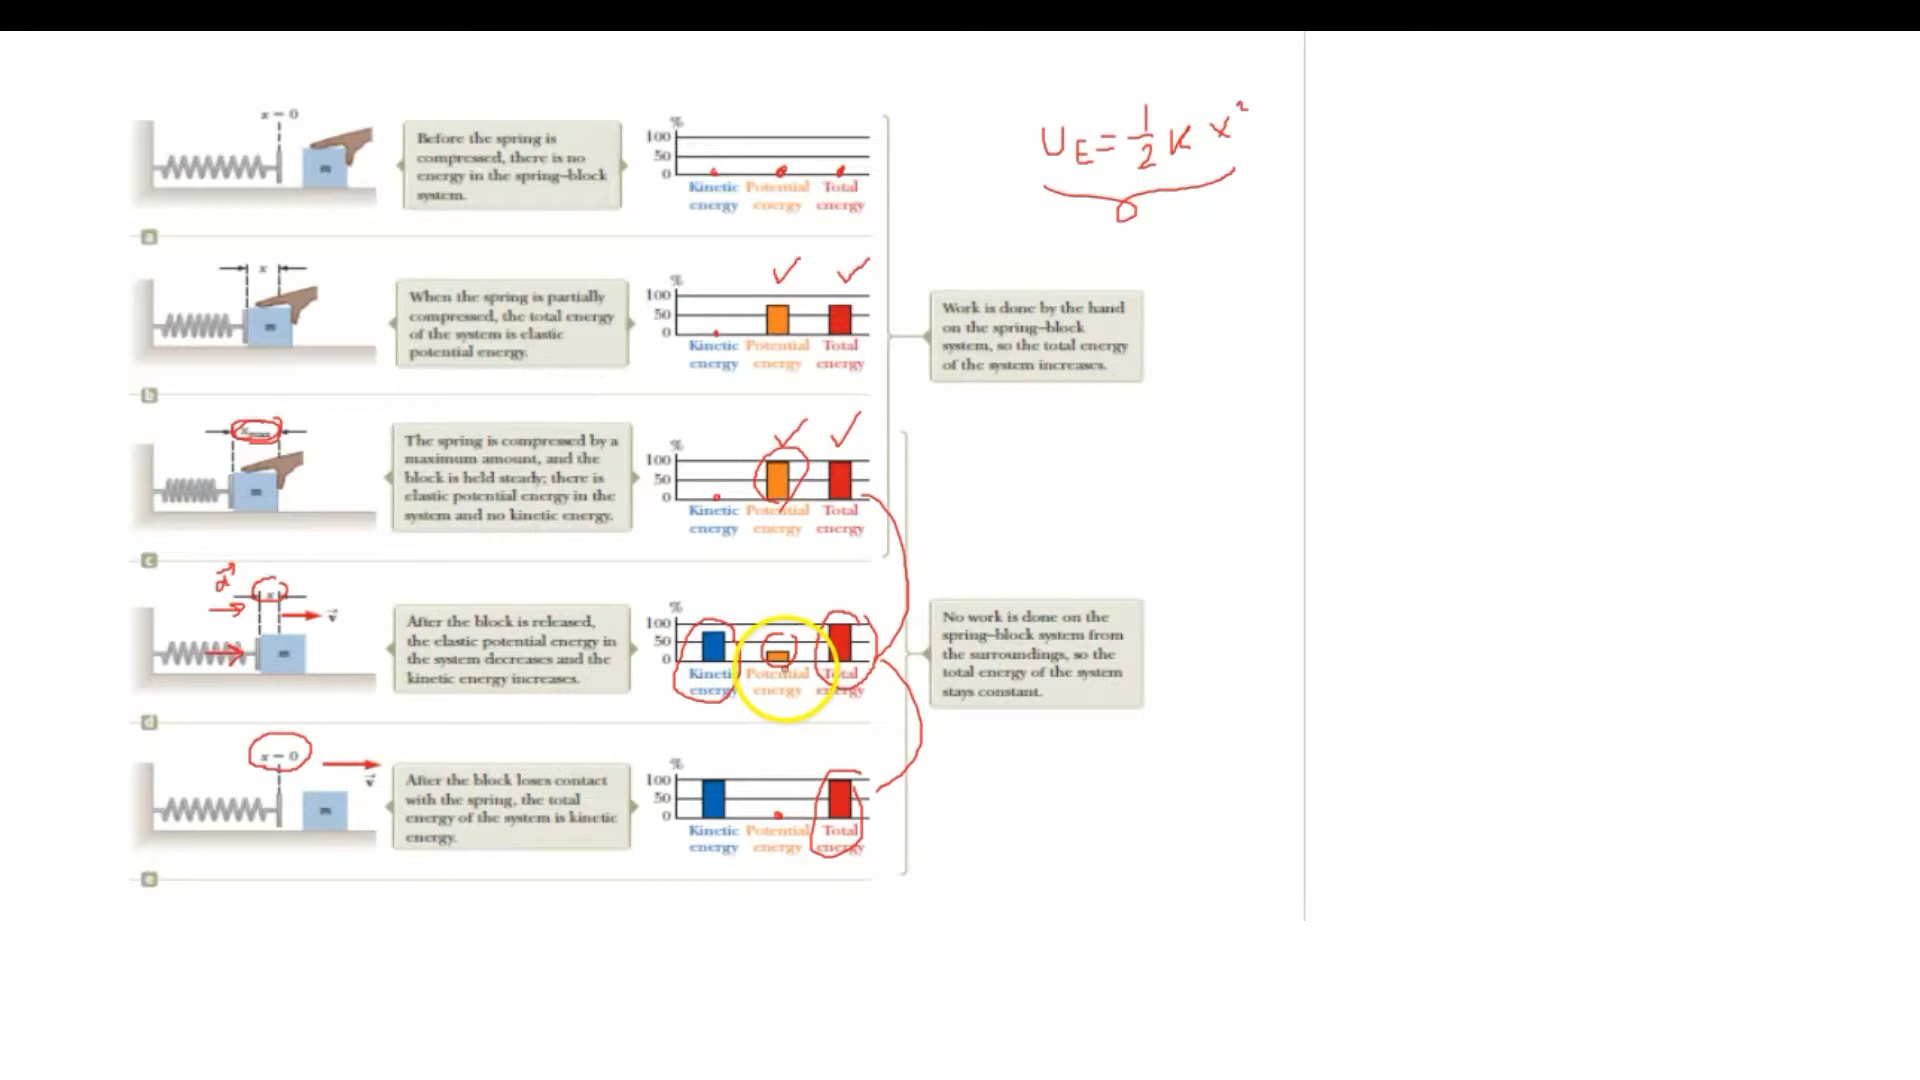 x = 0
m
Before the spring is
compressed, there is no
energy in the spring–block
system.
%
100
50
0
Kinetic Potential Total
energy energy energy
a
U_E = 1/2 K x²
x
m
When the spring is partially
compressed, the total energy
of the system is elastic
potential energy.
%
100
50
0
Kinetic Potential Total
energy energy energy
b
Work is done by the hand
on the spring–block
system, so the total energy
of the system increases.
x max
m
The spring is compressed by a
maximum amount, and the
block is held steady; there is
elastic potential energy in the
system and no kinetic energy.
%
100
50
0
Kinetic Potential Total
energy energy energy
c
x
v
m
After the block is released,
the elastic potential energy in
the system decreases and the
kinetic energy increases.
%
100
50
0
Kinetic Potential Total
energy energy energy
d
No work is done on the
spring–block system from
the surroundings, so the
total energy of the system
stays constant.
x = 0
v
m
After the block loses contact
with the spring, the total
energy of the system is kinetic
energy.
%
100
50
0
Kinetic Potential Total
energy energy energy
e